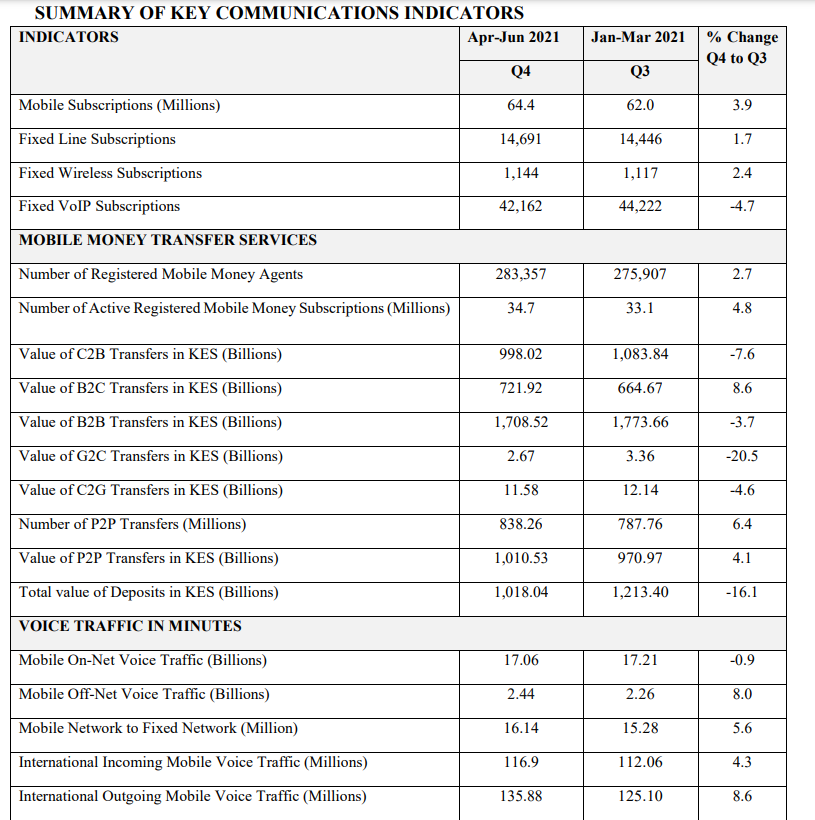 SUMMARY OF KEY COMMUNICATIONS INDICATORS
INDICATORS Apr-Jun 2021 Jan-Mar 2021 % Change
Q4 to Q3
Q4 Q3
Mobile Subscriptions (Millions) 64.4 62.0 3.9
Fixed Line Subscriptions 14,691 14,446 1.7
Fixed Wireless Subscriptions 1,144 1,117 2.4
Fixed VoIP Subscriptions 42,162 44,222 -4.7
MOBILE MONEY TRANSFER SERVICES
Number of Registered Mobile Money Agents 283,357 275,907 2.7
Number of Active Registered Mobile Money Subscriptions (Millions) 34.7 33.1 4.8
Value of C2B Transfers in KES (Billions) 998.02 1,083.84 -7.6
Value of B2C Transfers in KES (Billions) 721.92 664.67 8.6
Value of B2B Transfers in KES (Billions) 1,708.52 1,773.66 -3.7
Value of G2C Transfers in KES (Billions) 2.67 3.36 -20.5
Value of C2G Transfers in KES (Billions) 11.58 12.14 -4.6
Number of P2P Transfers (Millions) 838.26 787.76 6.4
Value of P2P Transfers in KES (Billions) 1,010.53 970.97 4.1
Total value of Deposits in KES (Billions) 1,018.04 1,213.40 -16.1
VOICE TRAFFIC IN MINUTES
Mobile On-Net Voice Traffic (Billions) 17.06 17.21 -0.9
Mobile Off-Net Voice Traffic (Billions) 2.44 2.26 8.0
Mobile Network to Fixed Network (Million) 16.14 15.28 5.6
International Incoming Mobile Voice Traffic (Millions) 116.9 112.06 4.3
International Outgoing Mobile Voice Traffic (Millions) 135.88 125.10 8.6